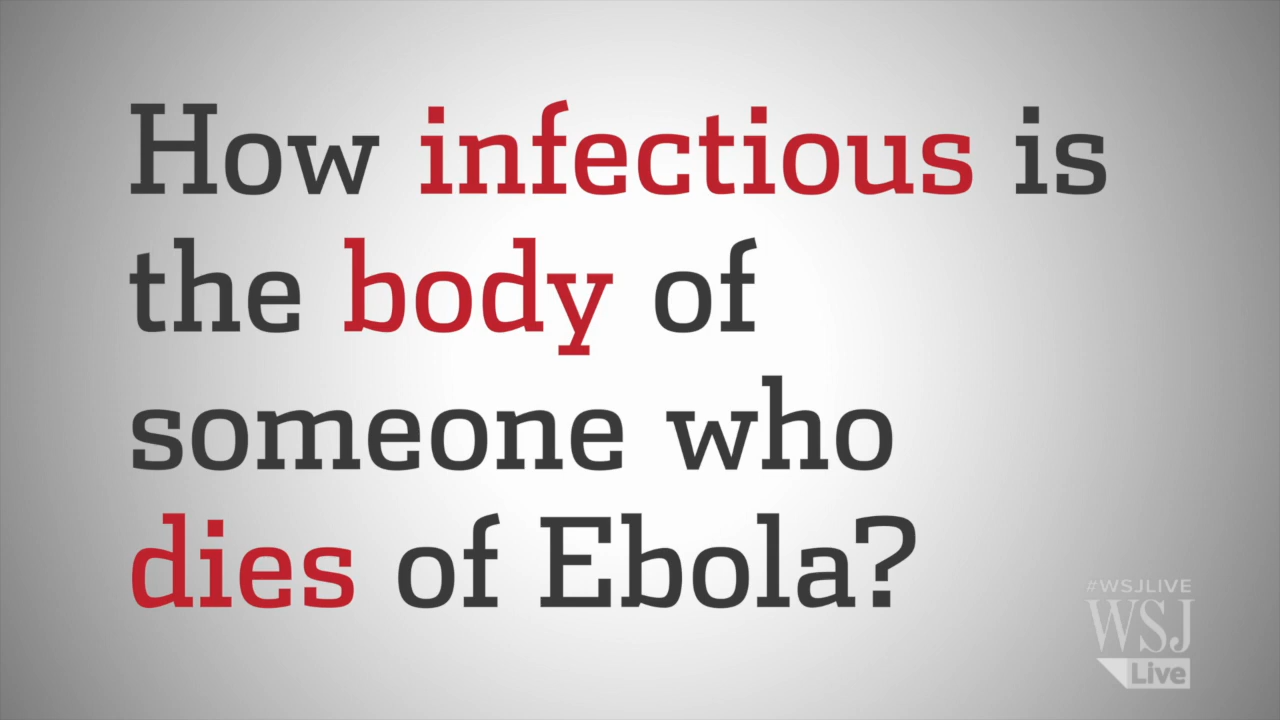 How infectious is
the body of
someone who
dies of Ebola?
#WSJLIVE
WSJ
Live